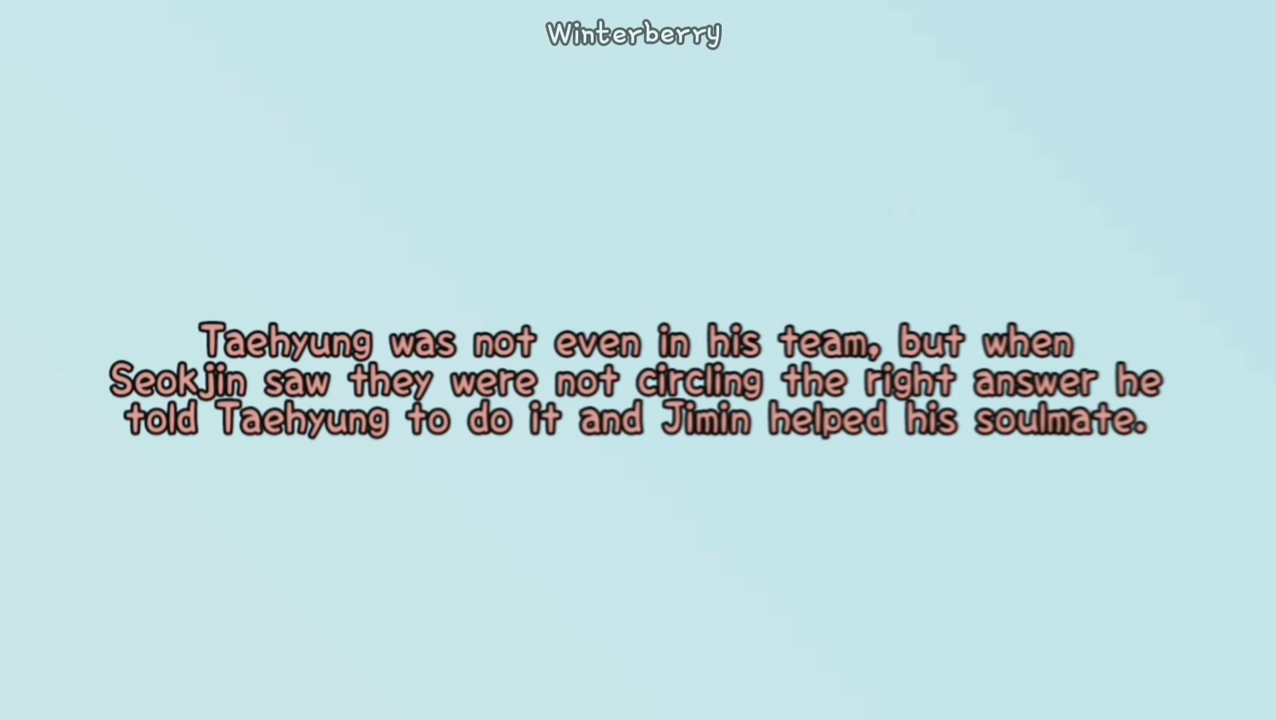 Winterberry
Taehyung was not even in his team, but when
Seokjin saw they were not circling the right answer he
told Taehyung to do it and Jimin helped his soulmate.